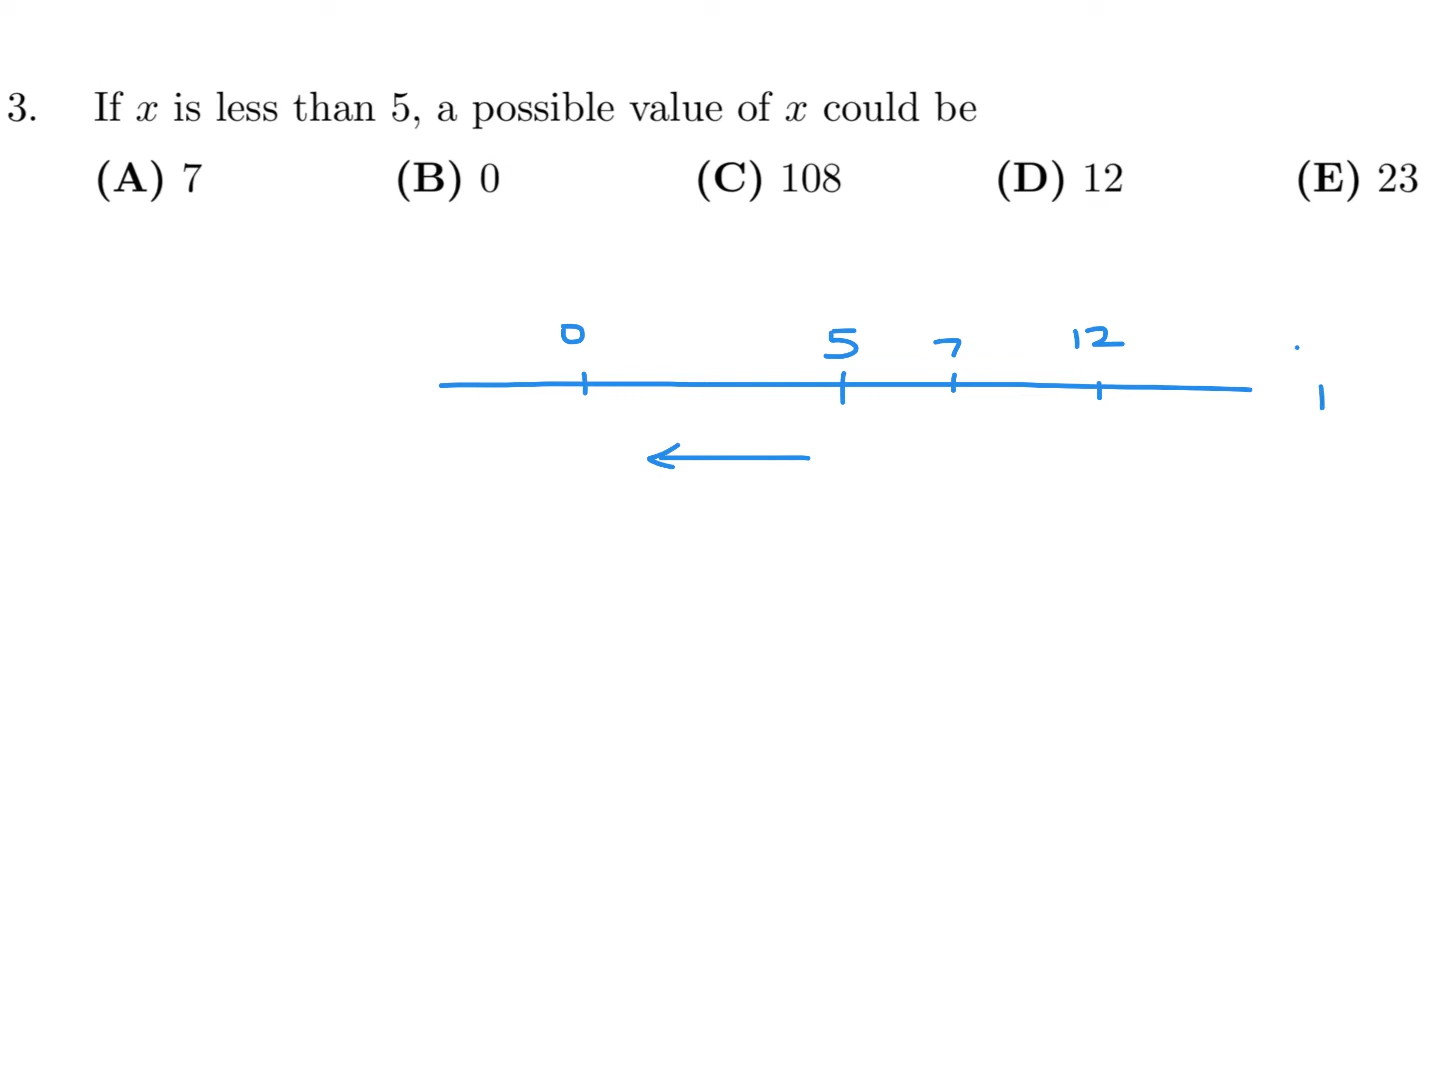 3. If x is less than 5, a possible value of x could be
(A) 7 (B) 0 (C) 108 (D) 12 (E) 23
0 5 7 12